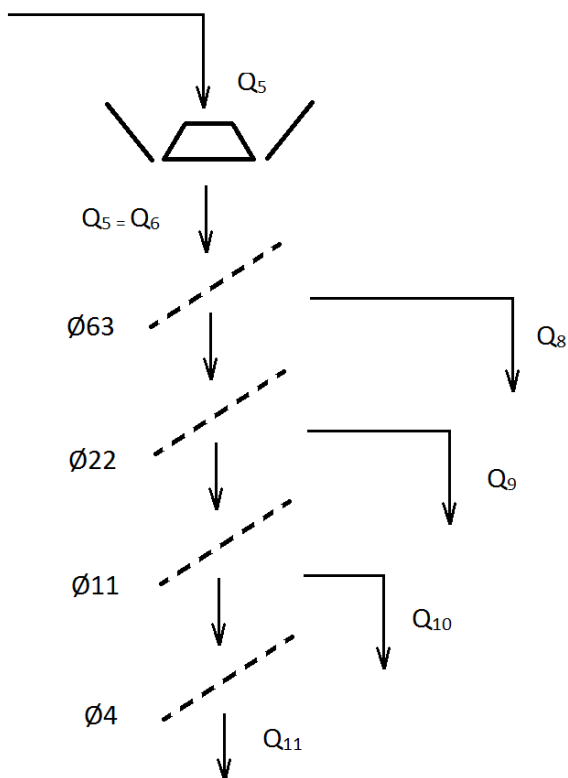 Q₅
Q₅ = Q₆
Ø63
Q₈
Ø22
Q₉
Ø11
Q₁₀
Ø4
Q₁₁